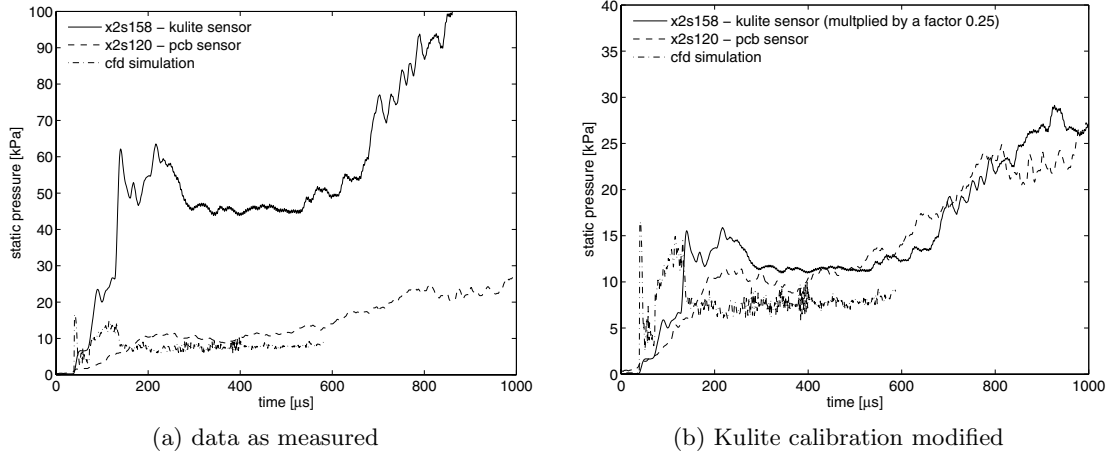 x2s158 − kulite sensor
x2s120 − pcb sensor
cfd simulation
100
90
80
70
60
50
40
30
20
10
0
static pressure [kPa]
0
200
400
600
800
1000
time [μs]
(a) data as measured
x2s158 − kulite sensor (multplied by a factor 0.25)
x2s120 − pcb sensor
cfd simulation
40
35
30
25
20
15
10
5
0
static pressure [kPa]
0
200
400
600
800
1000
time [μs]
(b) Kulite calibration modified